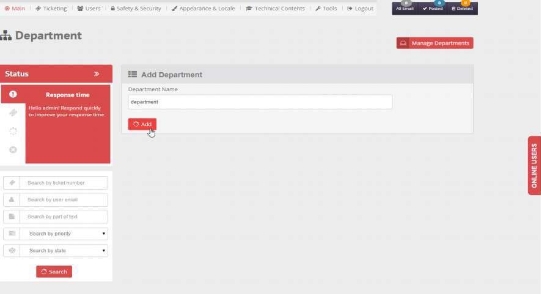 Main
Ticketing
Users
Safety & Security
Appearance & Locale
Technical Contents
Tools
Logout
All Email
Posted
Deleted
Department
Manage Departments
Status
Add Department
Response time
Department Name
Hello admin! Respond quickly
to improve your response time
department
Add
ONLINE USERS
Search by ticket number
Search by user email
Search by part of text
Search by priority
Search by state
Search